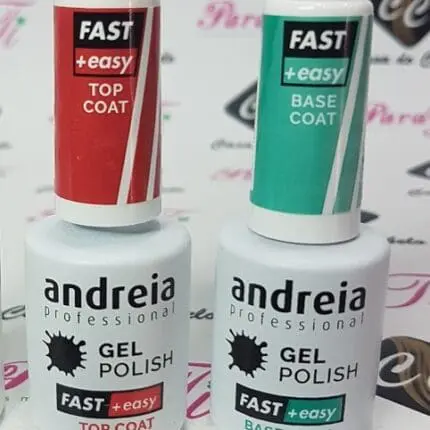 FAST
+easy
TOP
COAT
andreia
professional
GEL
POLISH
FAST +easy
TOP COAT
FAST
+easy
BASE
COAT
andreia
professional
GEL
POLISH
FAST +easy